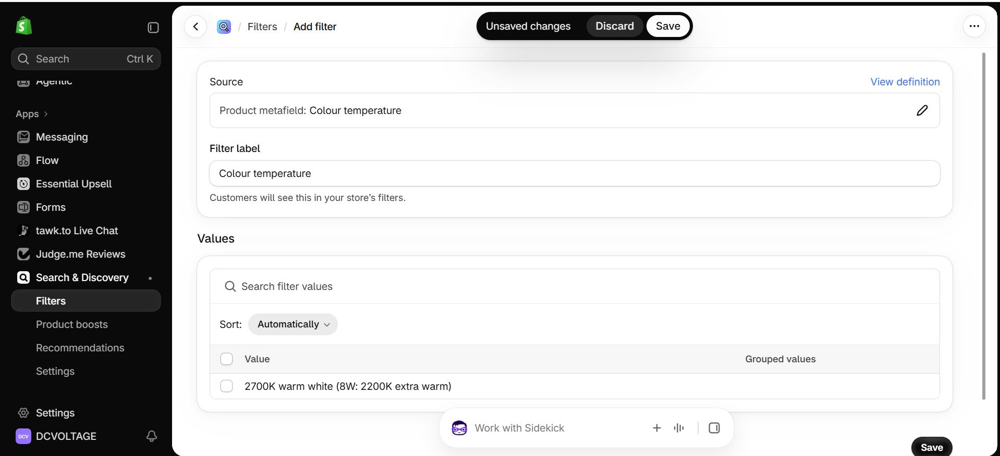 Search Ctrl K
Agentic
Apps
Messaging
Flow
Essential Upsell
Forms
tawk.to Live Chat
Judge.me Reviews
Search & Discovery
Filters
Product boosts
Recommendations
Settings
Settings
DCV DCVOLTAGE
/ Filters / Add filter
Unsaved changes Discard Save
Source View definition
Product metafield: Colour temperature
Filter label
Colour temperature
Customers will see this in your store’s filters.
Values
Search filter values
Sort: Automatically
Value Grouped values
2700K warm white (8W: 2200K extra warm)
Work with Sidekick
Save